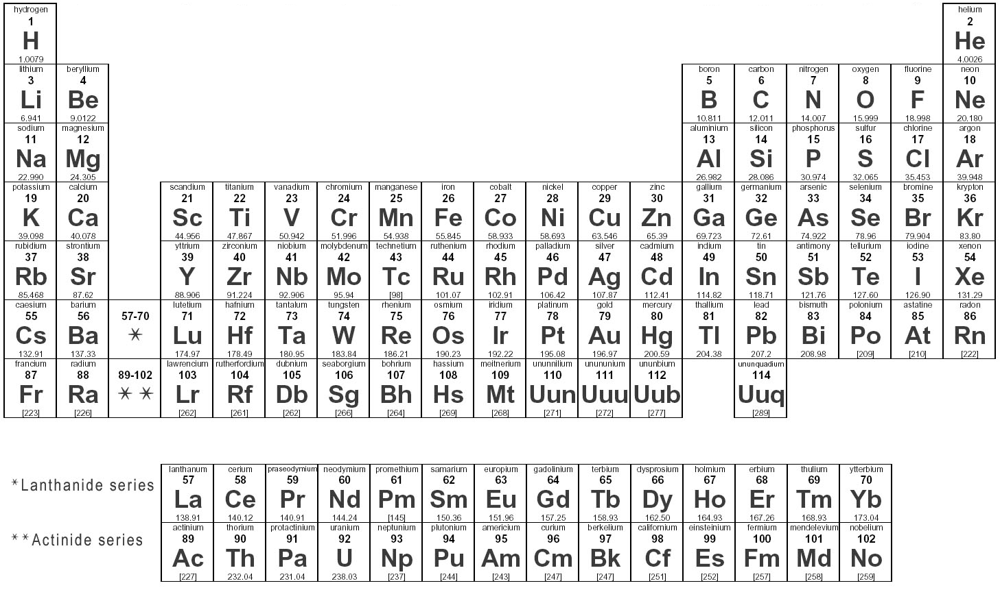 hydrogen helium
1 2
H He
1.0079 4.0026
lithium beryllium boron carbon nitrogen oxygen fluorine neon
3 4 5 6 7 8 9 10
Li Be B C N O F Ne
6.941 9.0122 10.811 12.011 14.007 15.999 18.998 20.180
sodium magnesium aluminium silicon phosphorus sulfur chlorine argon
11 12 13 14 15 16 17 18
Na Mg Al Si P S Cl Ar
22.990 24.305 26.982 28.086 30.974 32.065 35.453 39.948
potassium calcium scandium titanium vanadium chromium manganese iron cobalt nickel copper zinc gallium germanium arsenic selenium bromine krypton
19 20 21 22 23 24 25 26 27 28 29 30 31 32 33 34 35 36
K Ca Sc Ti V Cr Mn Fe Co Ni Cu Zn Ga Ge As Se Br Kr
39.098 40.078 44.956 47.867 50.942 51.996 54.938 55.845 58.933 58.693 63.546 65.39 69.723 72.61 74.922 78.96 79.904 83.80
rubidium strontium yttrium zirconium niobium molybdenum technetium ruthenium rhodium palladium silver cadmium indium tin antimony tellurium iodine xenon
37 38 39 40 41 42 43 44 45 46 47 48 49 50 51 52 53 54
Rb Sr Y Zr Nb Mo Tc Ru Rh Pd Ag Cd In Sn Sb Te I Xe
85.468 87.62 88.906 91.224 92.906 95.94 [98] 101.07 102.91 106.42 107.87 112.41 114.82 118.71 121.76 127.60 126.90 131.29
caesium barium lutetium hafnium tantalum tungsten rhenium osmium iridium platinum gold mercury thallium lead bismuth polonium astatine radon
55 56 57-70 71 72 73 74 75 76 77 78 79 80 81 82 83 84 85 86
Cs Ba * Lu Hf Ta W Re Os Ir Pt Au Hg Tl Pb Bi Po At Rn
132.91 137.33 174.97 178.49 180.95 183.84 186.21 190.23 192.22 195.08 196.97 200.59 204.38 207.2 208.98 [209] [210] [222]
francium radium lawrencium rutherfordium dubnium seaborgium bohrium hassium meitnerium ununnilium unununium ununbium ununquadium
87 88 89-102 103 104 105 106 107 108 109 110 111 112 114
Fr Ra * * Lr Rf Db Sg Bh Hs Mt Uun Uuu Uub Uuq
[223] [226] [262] [261] [262] [266] [264] [269] [268] [271] [272] [277] [289]
lanthanum cerium praseodymium neodymium promethium samarium europium gadolinium terbium dysprosium holmium erbium thulium ytterbium
57 58 59 60 61 62 63 64 65 66 67 68 69 70
*Lanthanide series La Ce Pr Nd Pm Sm Eu Gd Tb Dy Ho Er Tm Yb
138.91 140.12 140.91 144.24 [145] 150.36 151.96 157.25 158.93 162.50 164.93 167.26 168.93 173.04
actinium thorium protactinium uranium neptunium plutonium americium curium berkelium californium einsteinium fermium mendelevium nobelium
89 90 91 92 93 94 95 96 97 98 99 100 101 102
**Actinide series Ac Th Pa U Np Pu Am Cm Bk Cf Es Fm Md No
[227] 232.04 231.04 238.03 [237] [244] [243] [247] [247] [251] [252] [257] [258] [259]